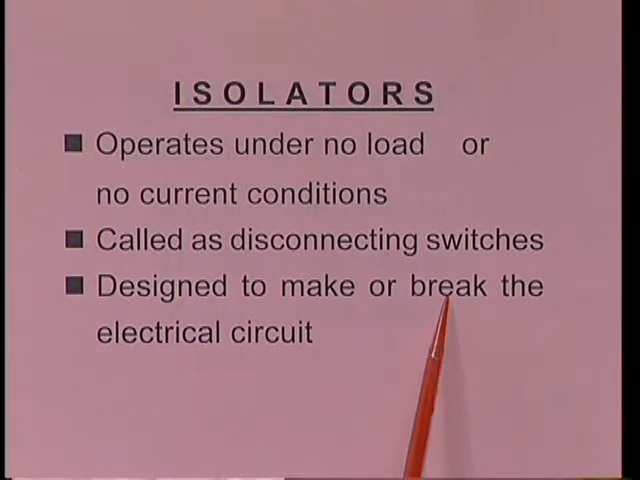 ISOLATORS
■ Operates under no load or
no current conditions
■ Called as disconnecting switches
■ Designed to make or break the
electrical circuit